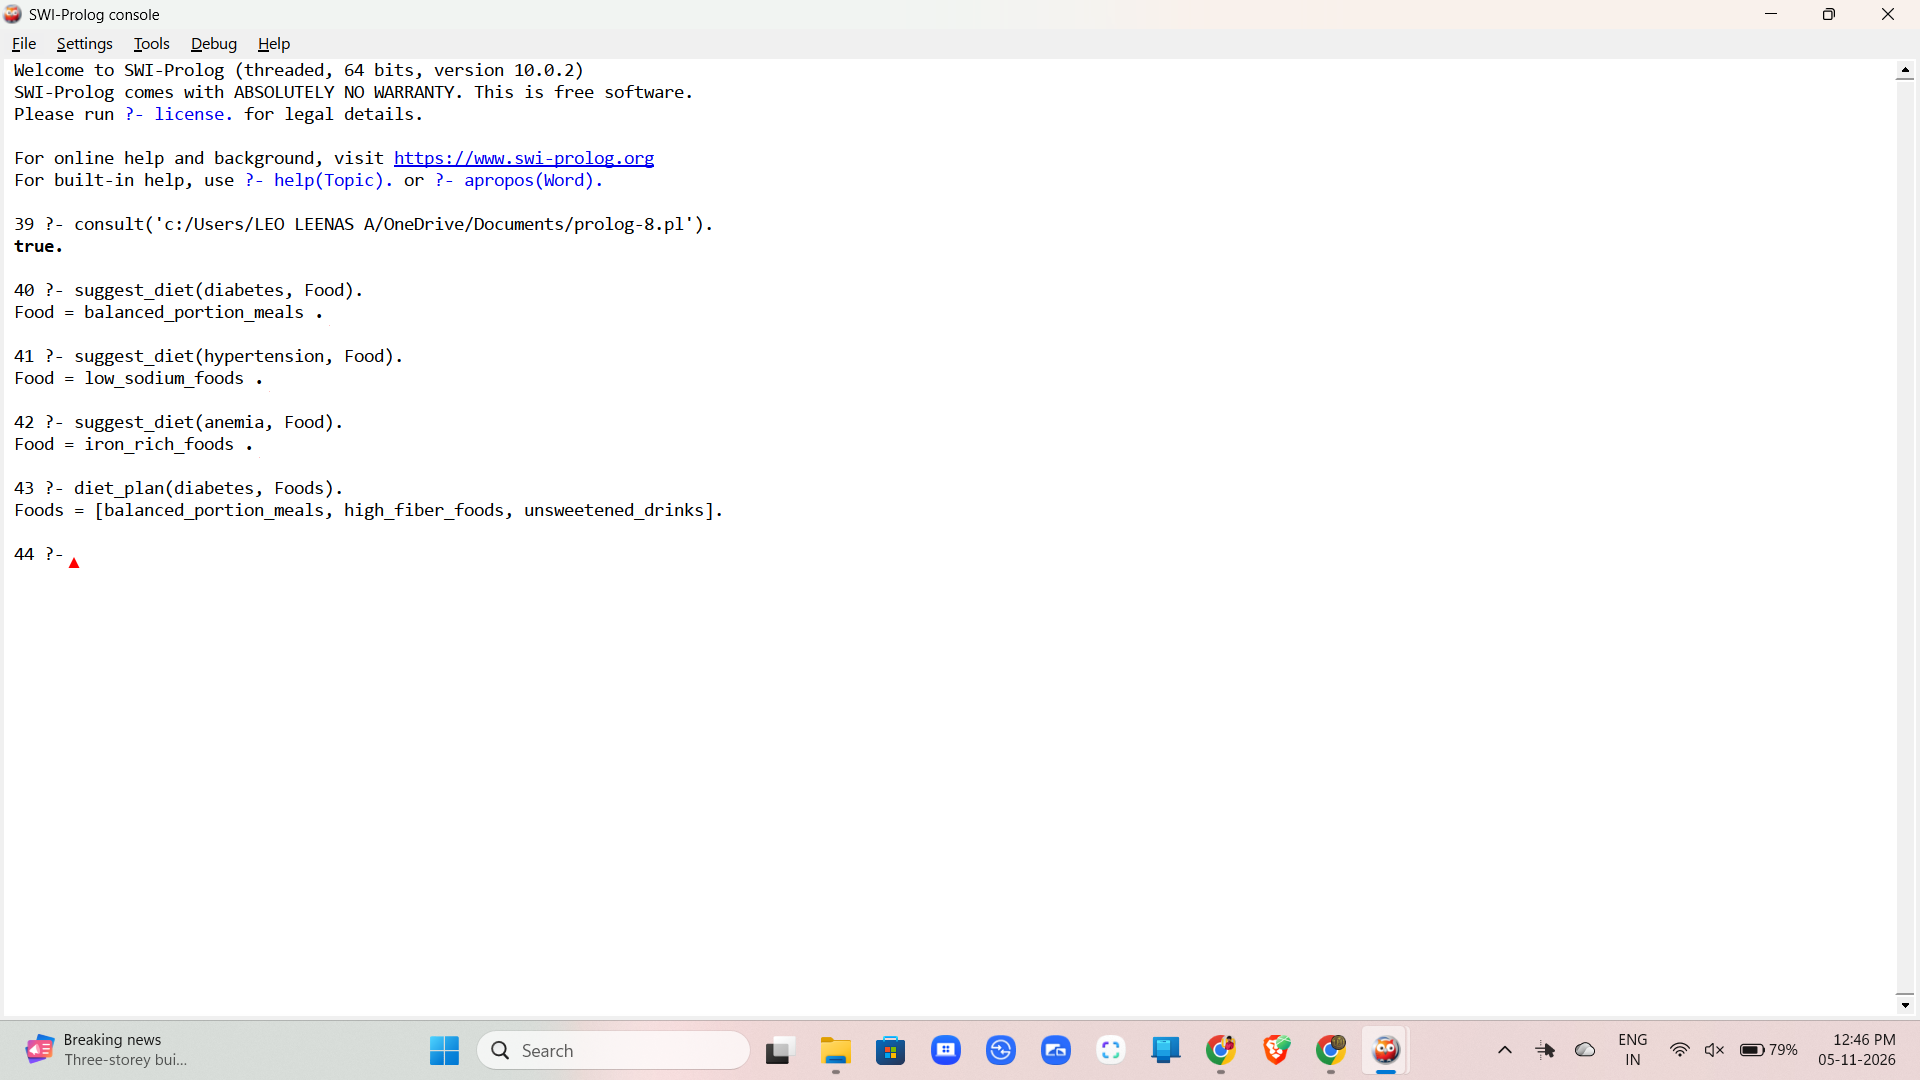 SWI-Prolog console
File Settings Tools Debug Help
Welcome to SWI-Prolog (threaded, 64 bits, version 10.0.2)
SWI-Prolog comes with ABSOLUTELY NO WARRANTY. This is free software.
Please run ?- license. for legal details.
For online help and background, visit https://www.swi-prolog.org
For built-in help, use ?- help(Topic). or ?- apropos(Word).
39 ?- consult('c:/Users/LEO LEENAS A/OneDrive/Documents/prolog-8.pl').
true.
40 ?- suggest_diet(diabetes, Food).
Food = balanced_portion_meals .
41 ?- suggest_diet(hypertension, Food).
Food = low_sodium_foods .
42 ?- suggest_diet(anemia, Food).
Food = iron_rich_foods .
43 ?- diet_plan(diabetes, Foods).
Foods = [balanced_portion_meals, high_fiber_foods, unsweetened_drinks].
44 ?-
Breaking news
Three-storey bui...
Search
ENG
IN
79%
12:46 PM
05-11-2026